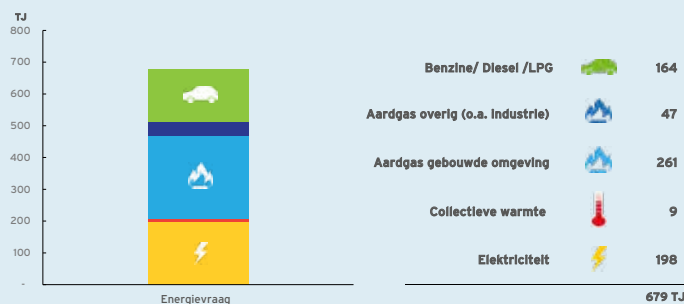 TJ
800
700
600
500
400
300
200
100
-
Energievraag
Benzine/ Diesel /LPG 164
Aardgas overig (o.a. industrie) 47
Aardgas gebouwde omgeving 261
Collectieve warmte 9
Elektriciteit 198
679 TJ